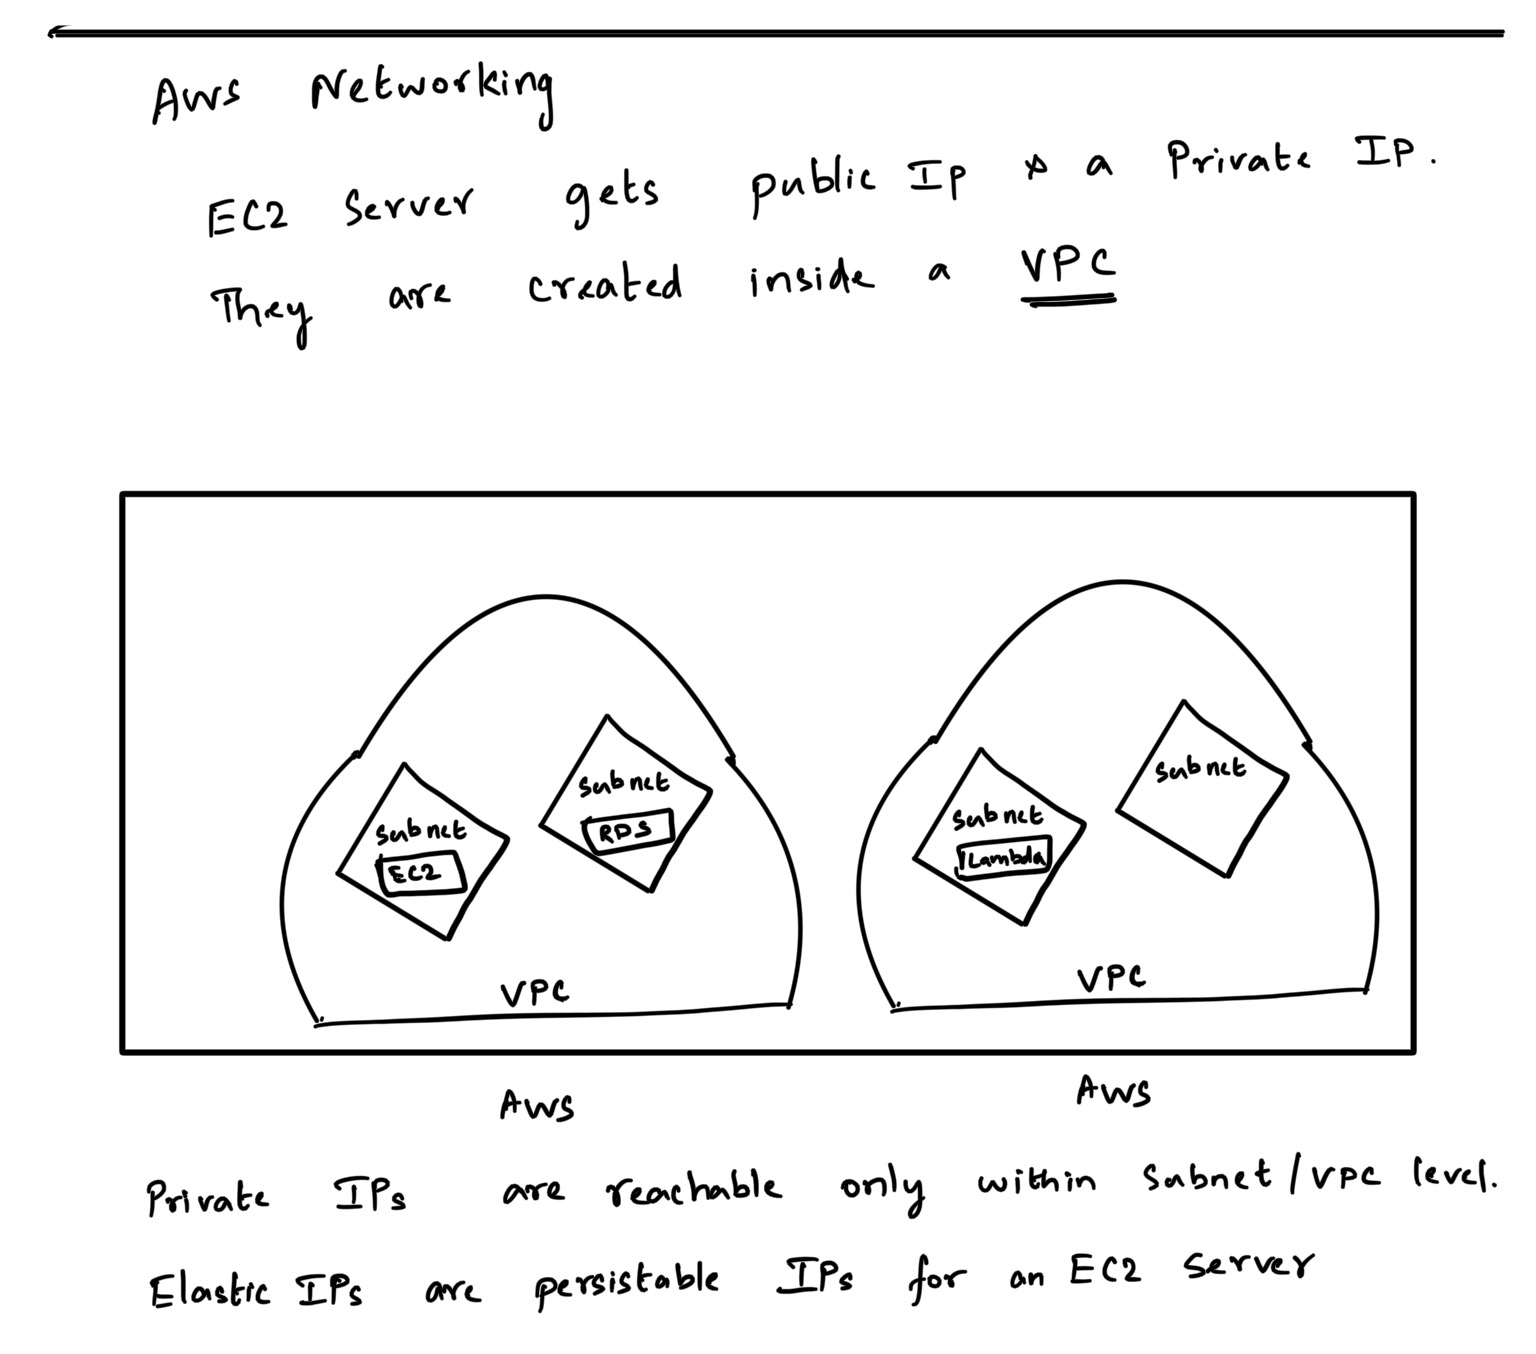 Aws Networking
EC2 Server gets public Ip & a Private IP.
They are created inside a VPC
Subnet
EC2
Subnet
RDS
VPC
Subnet
Lambda
Subnet
VPC
Aws
Aws
Private IPs are reachable only within Subnet/VPC level.
Elastic IPs are persistable IPs for an EC2 Server